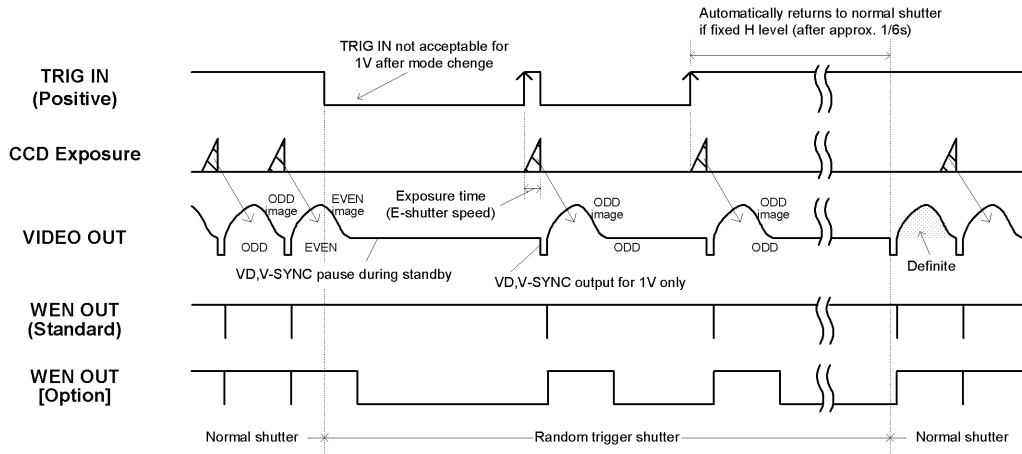 Automatically returns to normal shutter
if fixed H level (after approx. 1/6s)
TRIG IN not acceptable for
1V after mode chenge
TRIG IN
(Positive)
CCD Exposure
Exposure time
(E-shutter speed)
ODD
image
EVEN
image
ODD
image
ODD
image
VIDEO OUT
ODD
EVEN
ODD
ODD
Definite
VD,V-SYNC pause during standby
VD,V-SYNC output for 1V only
WEN OUT
(Standard)
WEN OUT
[Option]
Normal shutter
Random trigger shutter
Normal shutter